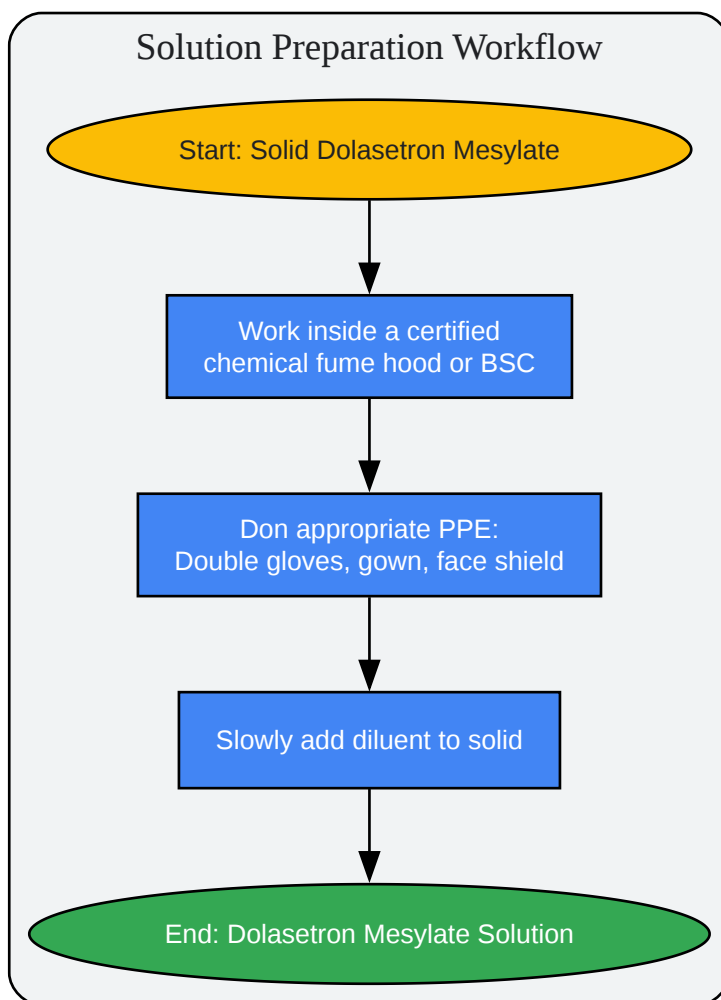 Solution Preparation Workflow
Start: Solid Dolasetron Mesylate
Work inside a certified
chemical fume hood or BSC
Don appropriate PPE:
Double gloves, gown, face shield
Slowly add diluent to solid
End: Dolasetron Mesylate Solution